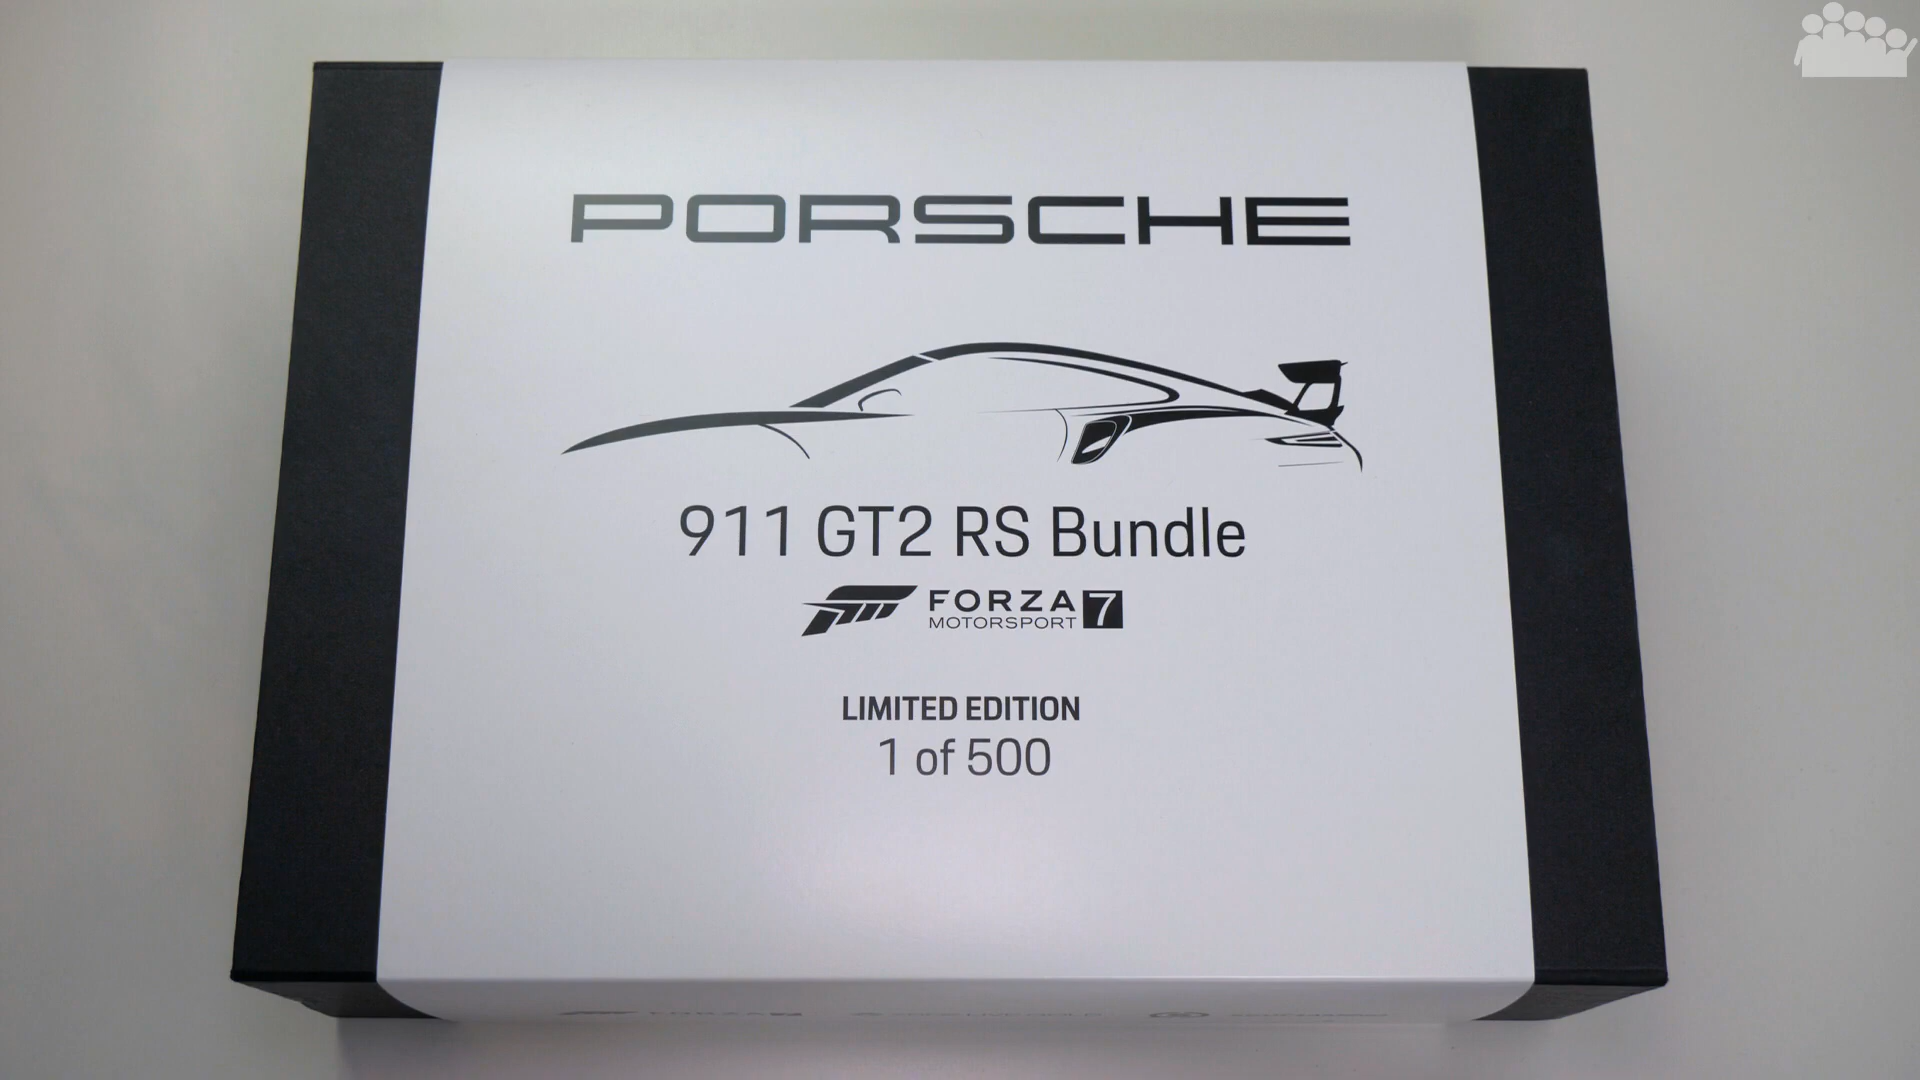 PORSCHE
911 GT2 RS Bundle
FORZA
MOTORSPORT 7
LIMITED EDITION
1 of 500